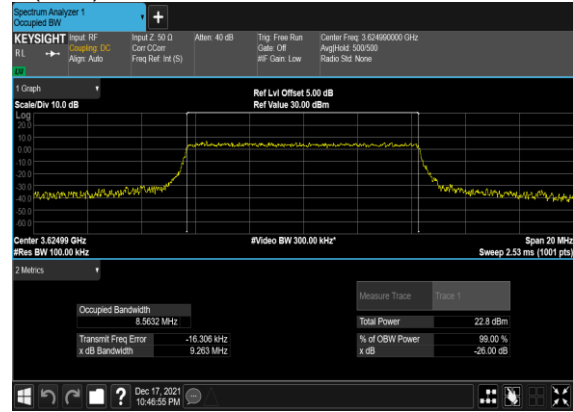 Spectrum Analyzer 1
Occupied BW
KEYSIGHT
RL
Input: RF
Coupling: DC
Align: Auto
Input Z: 50 Ω
Corr CCorr
Freq Ref: Int (S)
Atten: 40 dB
Trig: Free Run
Gate: Off
#IF Gain: Low
Center Freq: 3.624990000 GHz
Avg|Hold: 500/500
Radio Std: None
1 Graph
Scale/Div 10.0 dB
Ref Lvl Offset 5.00 dB
Ref Value 30.00 dBm
Log
20.0
10.0
0.00
-10.0
-20.0
-30.0
-40.0
-50.0
-60.0
Center 3.62499 GHz
#Res BW 100.00 kHz
#Video BW 300.00 kHz*
Span 20 MHz
Sweep 2.53 ms (1001 pts)
2 Metrics
Measure Trace Trace 1
Occupied Bandwidth
8.5632 MHz
Total Power 22.8 dBm
Transmit Freq Error -16.306 kHz
% of OBW Power 99.00 %
x dB Bandwidth 9.263 MHz
x dB -26.00 dB
Dec 17, 2021
10:46:55 PM